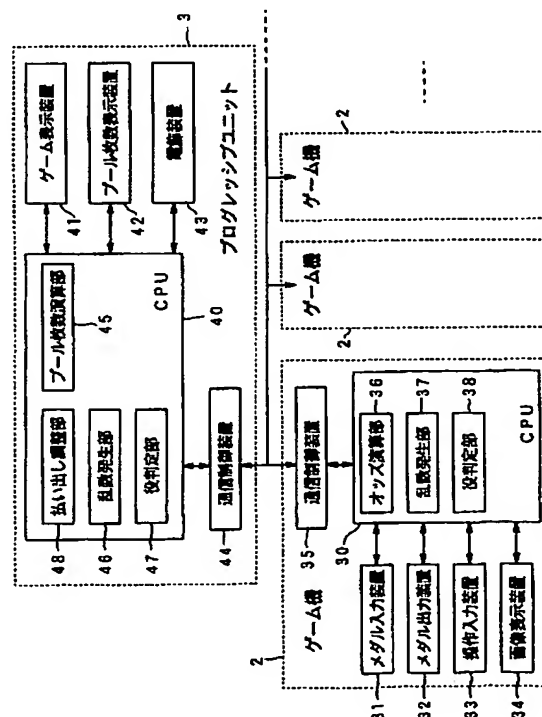 3
プログレッシブユニット
ゲーム表示装置
41
プール枚数表示装置
42
電飾装置
43
CPU
40
プール枚数演算部
45
払い出し調整部
48
乱数発生部
46
役判定部
47
通信制御装置
44
2
ゲーム機
通信制御装置
35
CPU
30
オッズ演算部
36
乱数発生部
37
役判定部
38
メダル入力装置
31
メダル出力装置
32
操作入力装置
33
画像表示装置
34
ゲーム機
2
ゲーム機
2